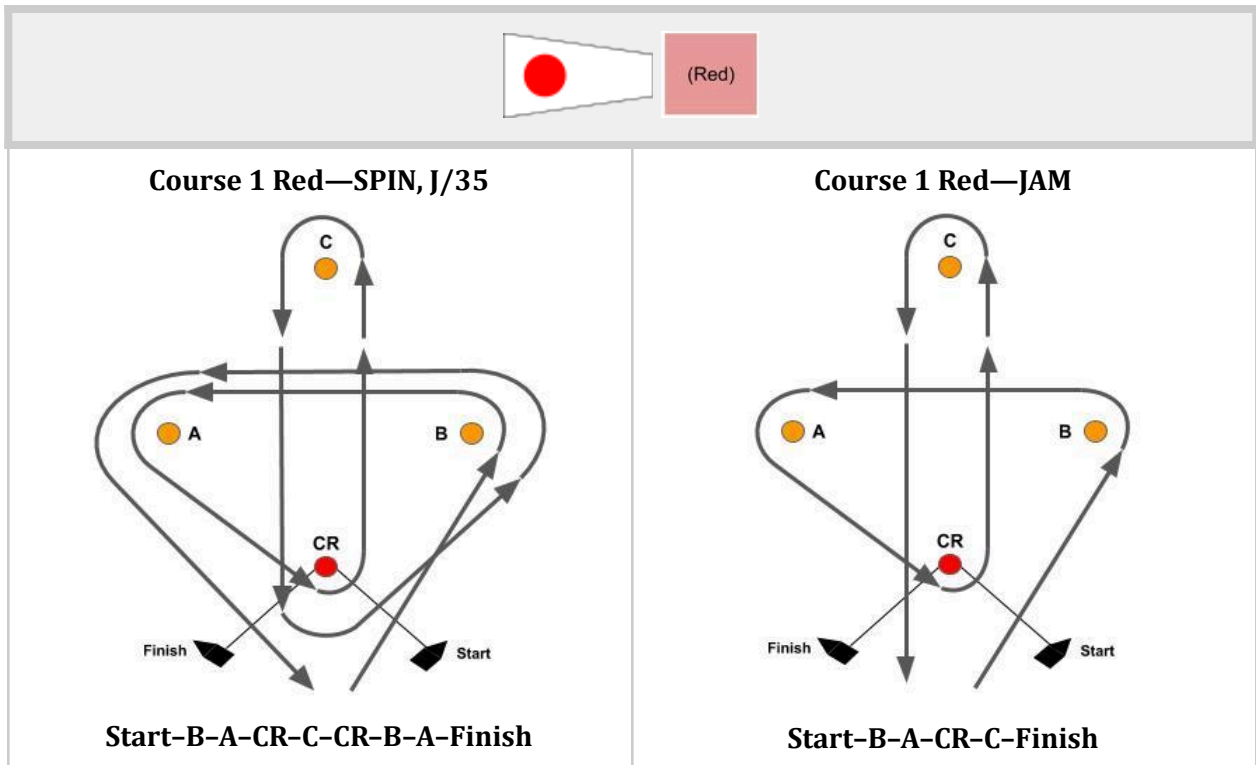 (Red)
Course 1 Red—SPIN, J/35
C
A
B
CR
Finish
Start
Start–B–A–CR–C–CR–B–A–Finish
Course 1 Red—JAM
C
A
B
CR
Finish
Start
Start–B–A–CR–C–Finish